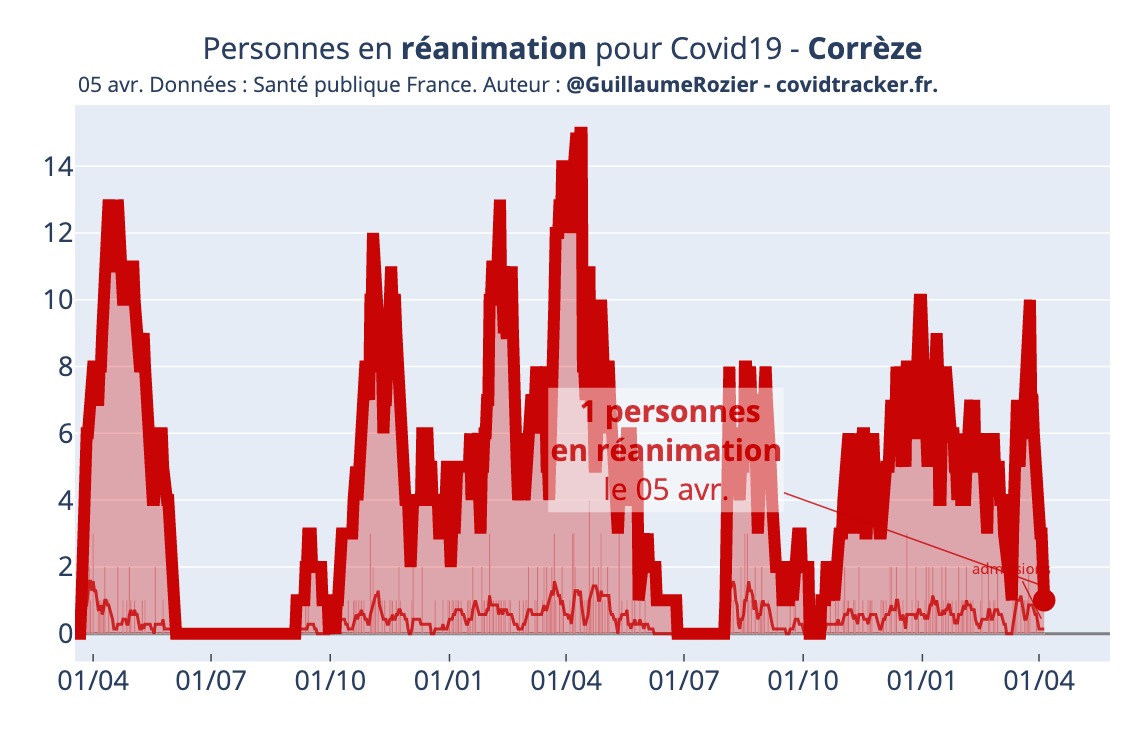 Personnes en réanimation pour Covid19 - Corrèze
05 avr. Données : Santé publique France. Auteur : @GuillaumeRozier - covidtracker.fr.
14
12
10
8
6
4
2
0
1 personnes
en réanimation
le 05 avr.
admissions
01/04
01/07
01/10
01/01
01/04
01/07
01/10
01/01
01/04